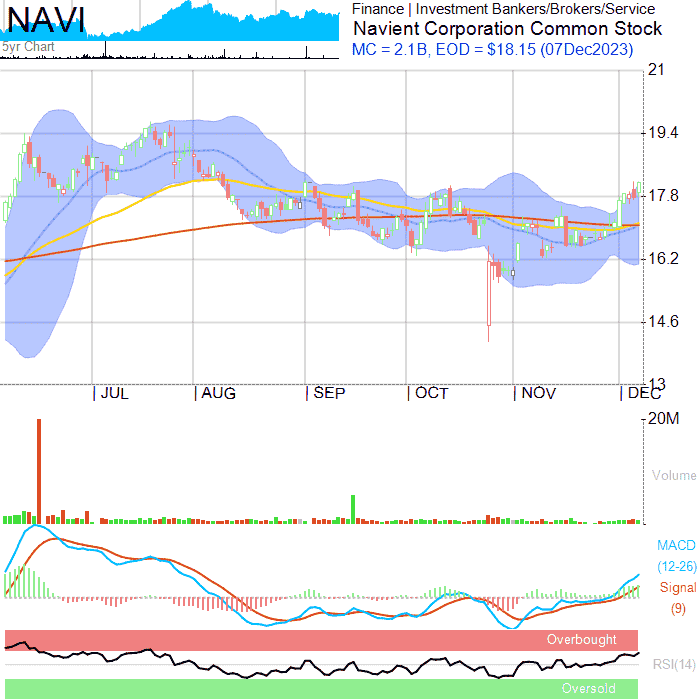 NAVI
5yr Chart
Finance | Investment Bankers/Brokers/Service
Navient Corporation Common Stock
MC = 2.1B, EOD = $18.15 (07Dec2023)
21
19.4
17.8
16.2
14.6
13
JUL AUG SEP OCT NOV DEC
20M
Volume
MACD
(12-26)
Signal
(9)
Overbought
RSI(14)
Oversold